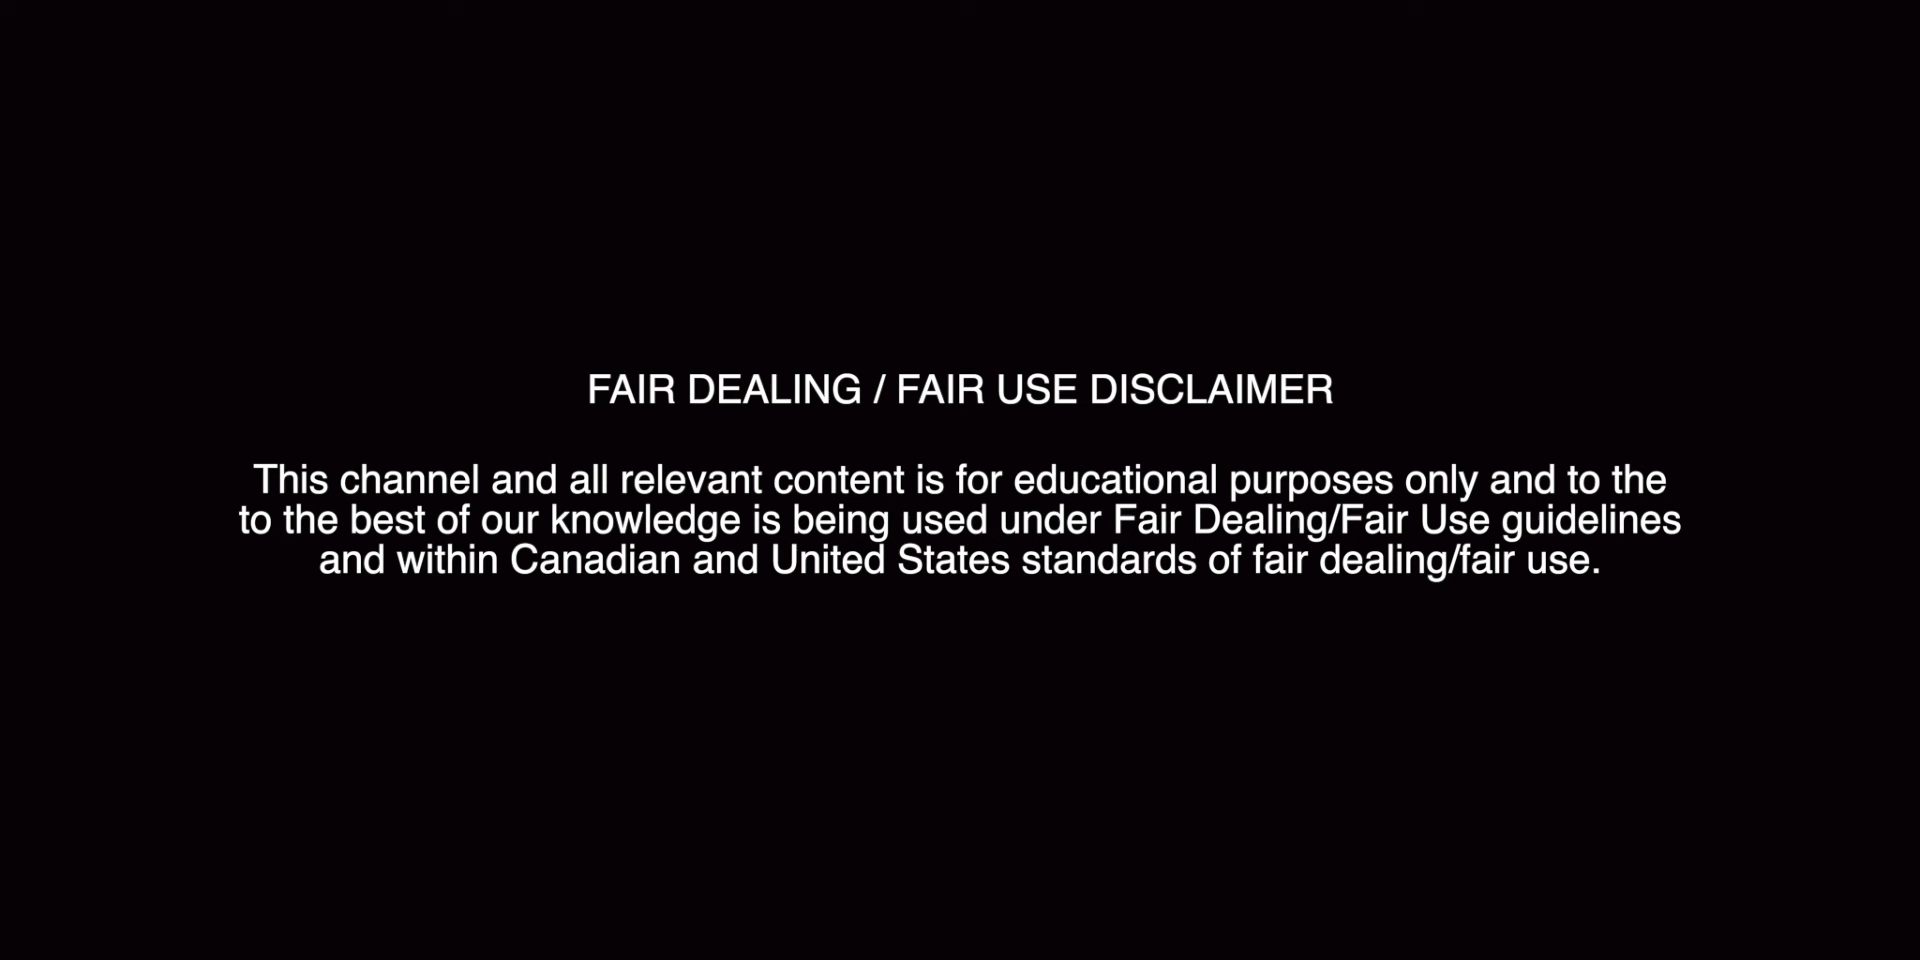 FAIR DEALING / FAIR USE DISCLAIMER
This channel and all relevant content is for educational purposes only and to the
to the best of our knowledge is being used under Fair Dealing/Fair Use guidelines
and within Canadian and United States standards of fair dealing/fair use.